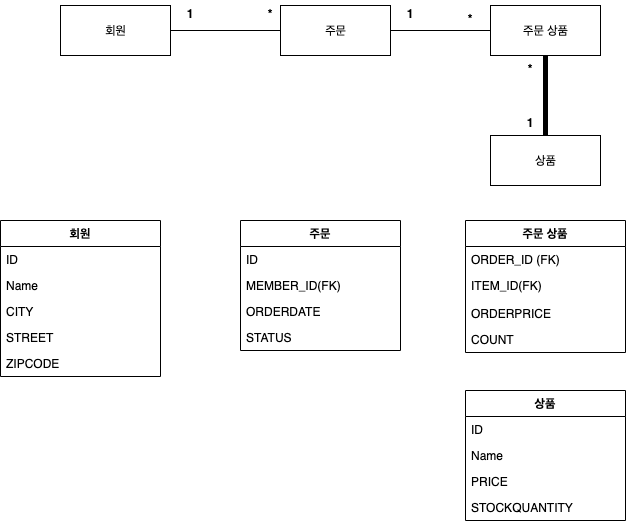 회원
1
*
주문
1
*
주문 상품
*
1
상품
회원
ID
Name
CITY
STREET
ZIPCODE
주문
ID
MEMBER_ID(FK)
ORDERDATE
STATUS
주문 상품
ORDER_ID (FK)
ITEM_ID(FK)
ORDERPRICE
COUNT
상품
ID
Name
PRICE
STOCKQUANTITY